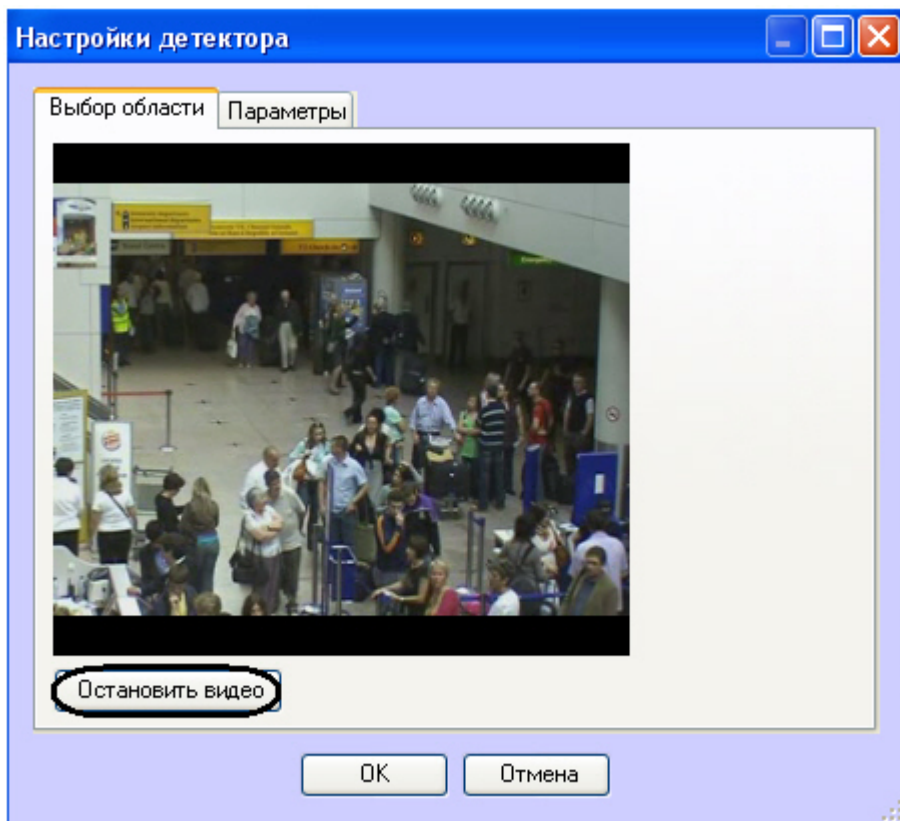 Настройки детектора
Выбор области
Параметры
Остановить видео
OK
Отмена